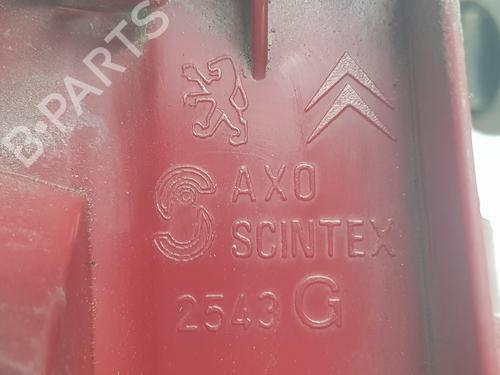 B-PARTS
AXO
SCINTEX
2543 G